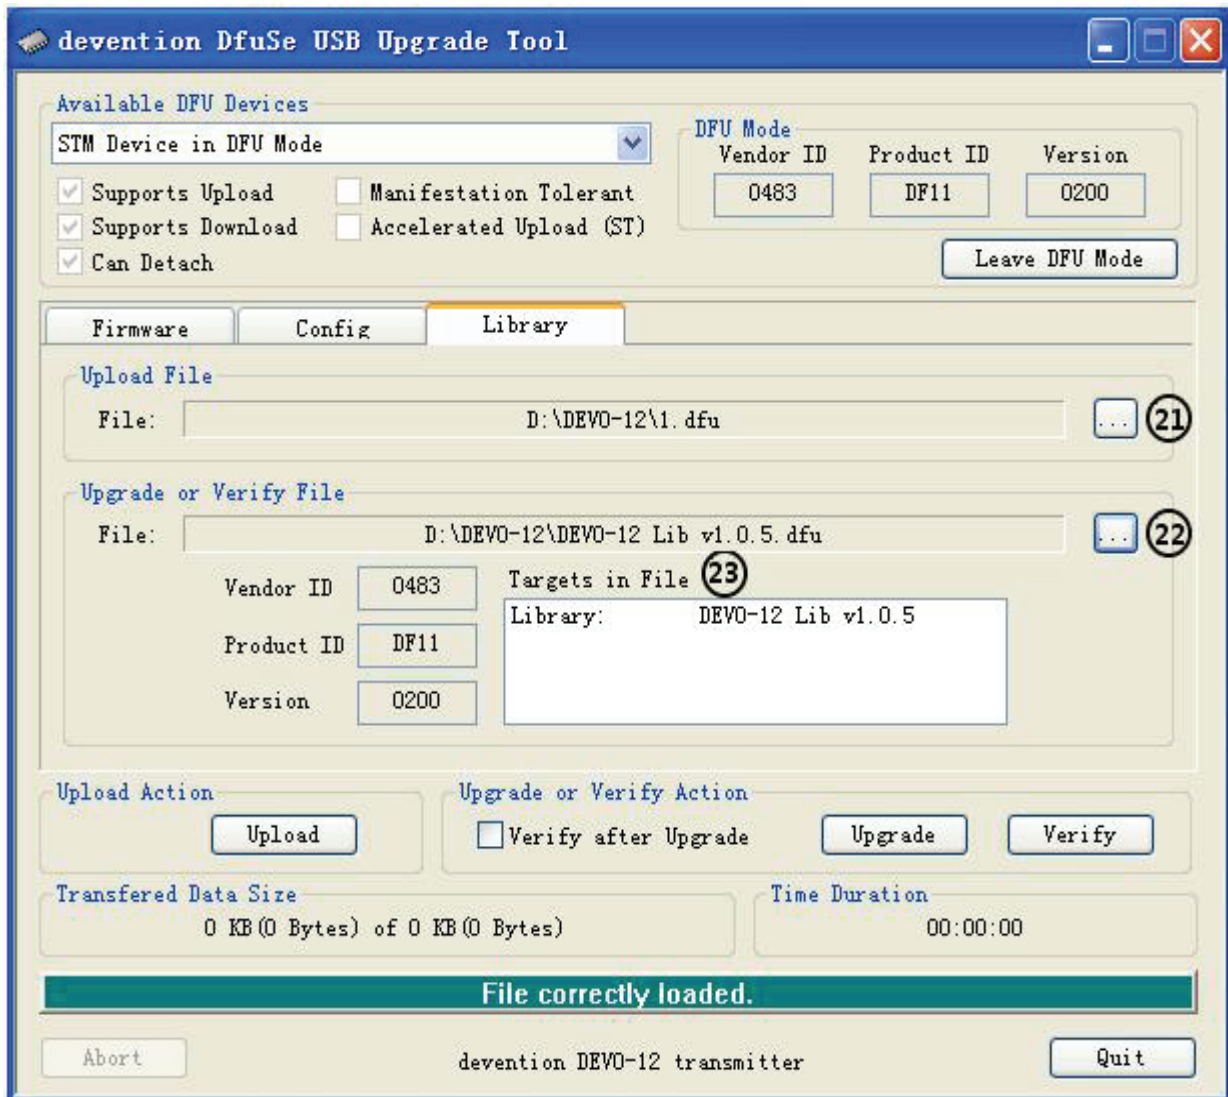 devention DfuSe USB Upgrade Tool
Available DFU Devices
STM Device in DFU Mode
Supports Upload
Manifestation Tolerant
Supports Download
Accelerated Upload (ST)
Can Detach
DFU Mode
Vendor ID Product ID Version
0483 DF11 0200
Leave DFU Mode
Firmware Config Library
Upload File
File: D:\DEVO-12\1.dfu ... 21
Upgrade or Verify File
File: D:\DEVO-12\DEVO-12 Lib v1.0.5.dfu ... 22
Vendor ID 0483
Product ID DF11
Version 0200
Targets in File 23
Library: DEVO-12 Lib v1.0.5
Upload Action
Upload
Upgrade or Verify Action
Verify after Upgrade Upgrade Verify
Transfered Data Size
0 KB(0 Bytes) of 0 KB(0 Bytes)
Time Duration
00:00:00
File correctly loaded.
Abort devention DEVO-12 transmitter Quit